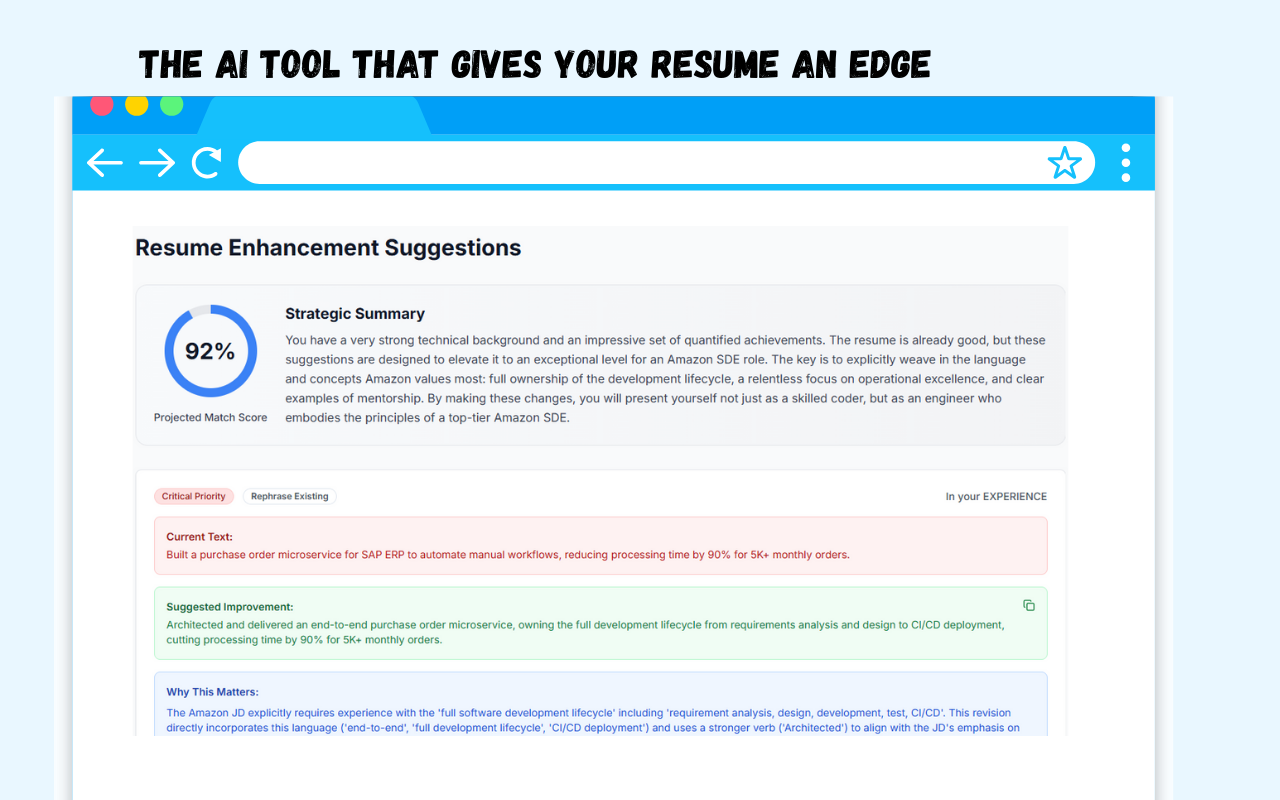 THE AI TOOL THAT GIVES YOUR RESUME AN EDGE
Resume Enhancement Suggestions
92%
Projected Match Score
Strategic Summary
You have a very strong technical background and an impressive set of quantified achievements. The resume is already good, but these
suggestions are designed to elevate it to an exceptional level for an Amazon SDE role. The key is to explicitly weave in the language
and concepts Amazon values most: full ownership of the development lifecycle, a relentless focus on operational excellence, and clear
examples of mentorship. By making these changes, you will present yourself not just as a skilled coder, but as an engineer who
embodies the principles of a top-tier Amazon SDE.
Critical Priority
Rephrase Existing
In your EXPERIENCE
Current Text:
Built a purchase order microservice for SAP ERP to automate manual workflows, reducing processing time by 90% for 5K+ monthly orders.
Suggested Improvement:
Architected and delivered an end-to-end purchase order microservice, owning the full development lifecycle from requirements analysis and design to CI/CD deployment,
cutting processing time by 90% for 5K+ monthly orders.
Why This Matters:
The Amazon JD explicitly requires experience with the 'full software development lifecycle' including 'requirement analysis, design, development, test, CI/CD'. This revision
directly incorporates this language ('end-to-end', 'full development lifecycle', 'CI/CD deployment') and uses a stronger verb ('Architected') to align with the JD's emphasis on